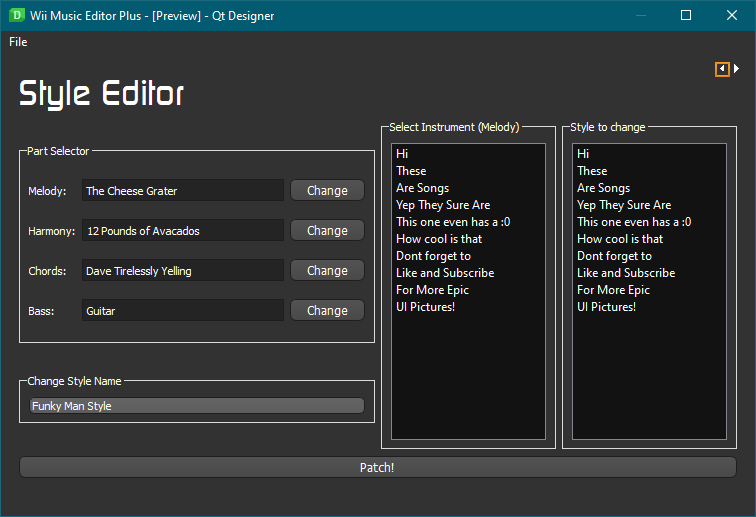 Wii Music Editor Plus - [Preview] - Qt Designer
File
Style Editor
Part Selector
Melody: The Cheese Grater Change
Harmony: 12 Pounds of Avacados Change
Chords: Dave Tirelessly Yelling Change
Bass: Guitar Change
Change Style Name
Funky Man Style
Select Instrument (Melody)
Hi
These
Are Songs
Yep They Sure Are
This one even has a :0
How cool is that
Dont forget to
Like and Subscribe
For More Epic
UI Pictures!
Style to change
Hi
These
Are Songs
Yep They Sure Are
This one even has a :0
How cool is that
Dont forget to
Like and Subscribe
For More Epic
UI Pictures!
Patch!